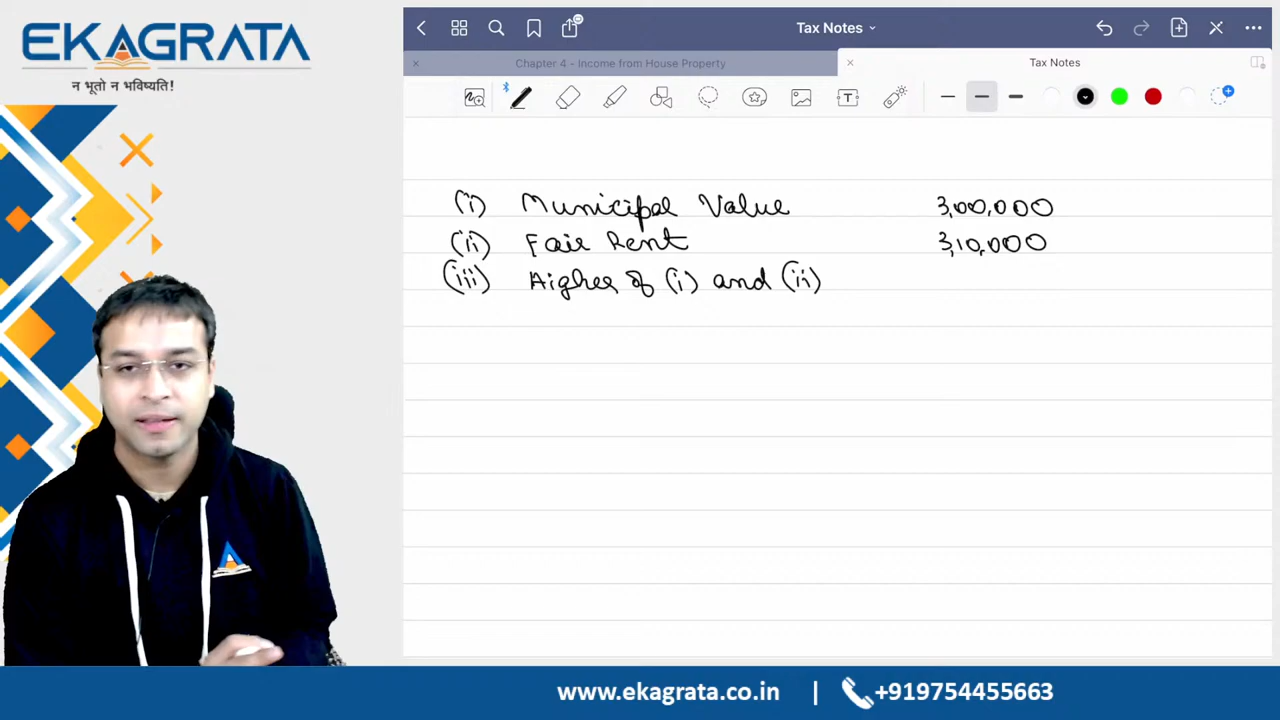 EKAGRATA
न भूतो न भविष्यति!
Tax Notes
Chapter 4 - Income from House Property
Tax Notes
T
(i) Municipal Value 3,00,000
(ii) Fair Rent 3,10,000
(iii) Higher of (i) and (ii)
www.ekagrata.co.in | +919754455663